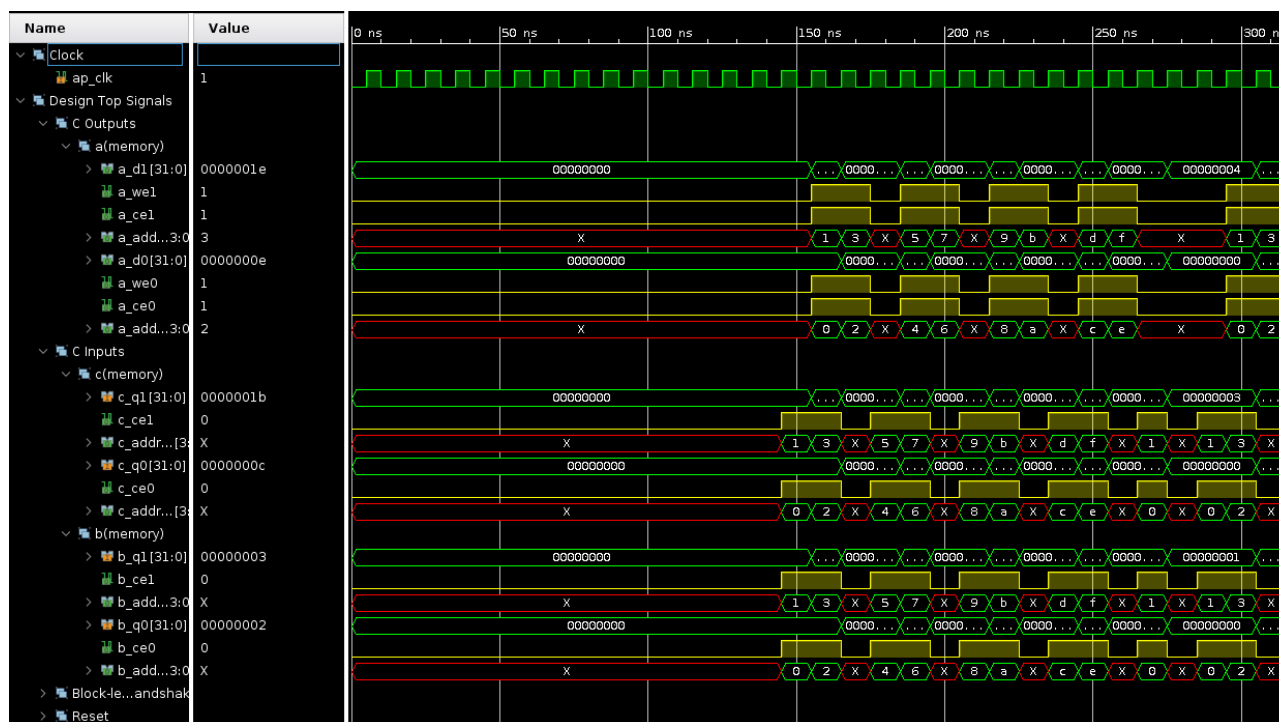 Name Value 0 ns 50 ns 100 ns 150 ns 200 ns 250 ns 300 n
Clock
ap_clk 1
Design Top Signals
C Outputs
a(memory)
a_d1[31:0] 0000001e 00000000 ... 0000... ... 0000... ... 0000... ... 0000... 00000004 ...
a_we1 1
a_ce1 1
a_add...3:0 3 X 1 3 X 5 7 X 9 b X d f X 1 3
a_d0[31:0] 0000000e 00000000 0000... ... 0000... ... 0000... ... 0000... 00000000 ...
a_we0 1
a_ce0 1
a_add...3:0 2 X 0 2 X 4 6 X 8 a X c e X 0 2
C Inputs
c(memory)
c_q1[31:0] 0000001b 00000000 ... 0000... ... 0000... ... 0000... ... 0000... 00000003 ...
c_ce1 0
c_addr...[3: X X 1 3 X 5 7 X 9 b X d f X 1 X 1 3 X
c_q0[31:0] 0000000c 00000000 0000... ... 0000... ... 0000... ... 0000... 00000000 ...
c_ce0 0
c_addr...[3: X X 0 2 X 4 6 X 8 a X c e X 0 X 0 2 X
b(memory)
b_q1[31:0] 00000003 00000000 ... 0000... ... 0000... ... 0000... ... 0000... 00000001 ...
b_ce1 0
b_add...3:0 X X 1 3 X 5 7 X 9 b X d f X 1 X 1 3 X
b_q0[31:0] 00000002 00000000 0000... ... 0000... ... 0000... ... 0000... 00000000 ...
b_ce0 0
b_add...3:0 X X 0 2 X 4 6 X 8 a X c e X 0 X 0 2 X
Block-le...andshak
Reset